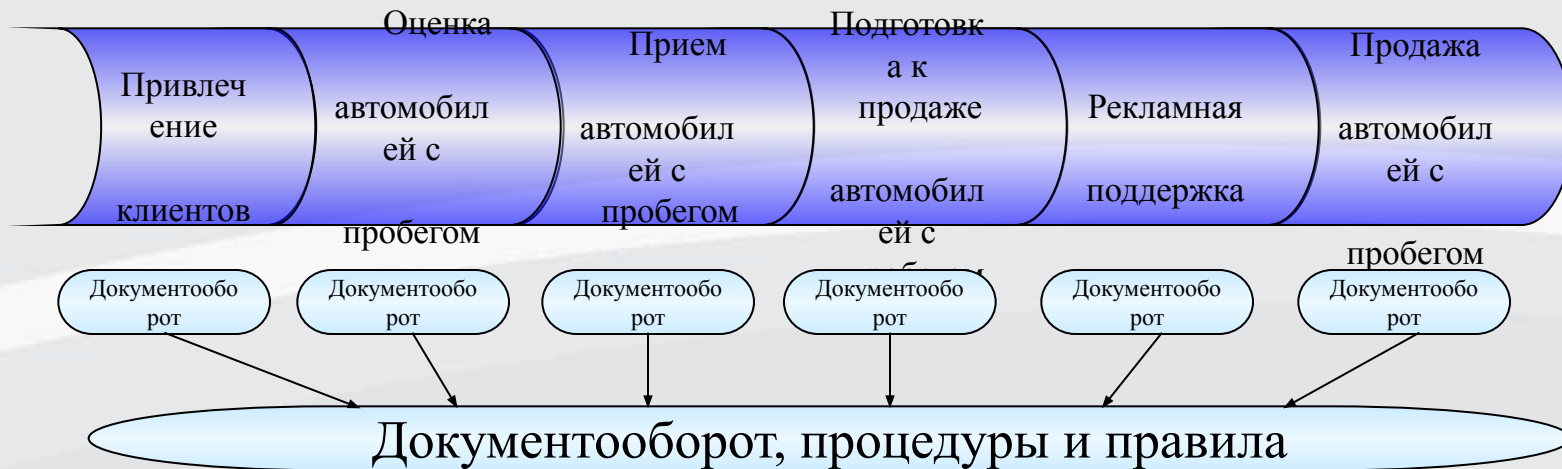 Привлеч
ение
клиентов
Оценка
автомобил
ей с
пробегом
Прием
автомобил
ей с
пробегом
Подготовк
а к
продаже
автомобил
ей с
Рекламная
поддержка
Продажа
автомобил
ей с
пробегом
Документообо
рот
Документообо
рот
Документообо
рот
Документообо
рот
Документообо
рот
Документообо
рот
Документооборот, процедуры и правила